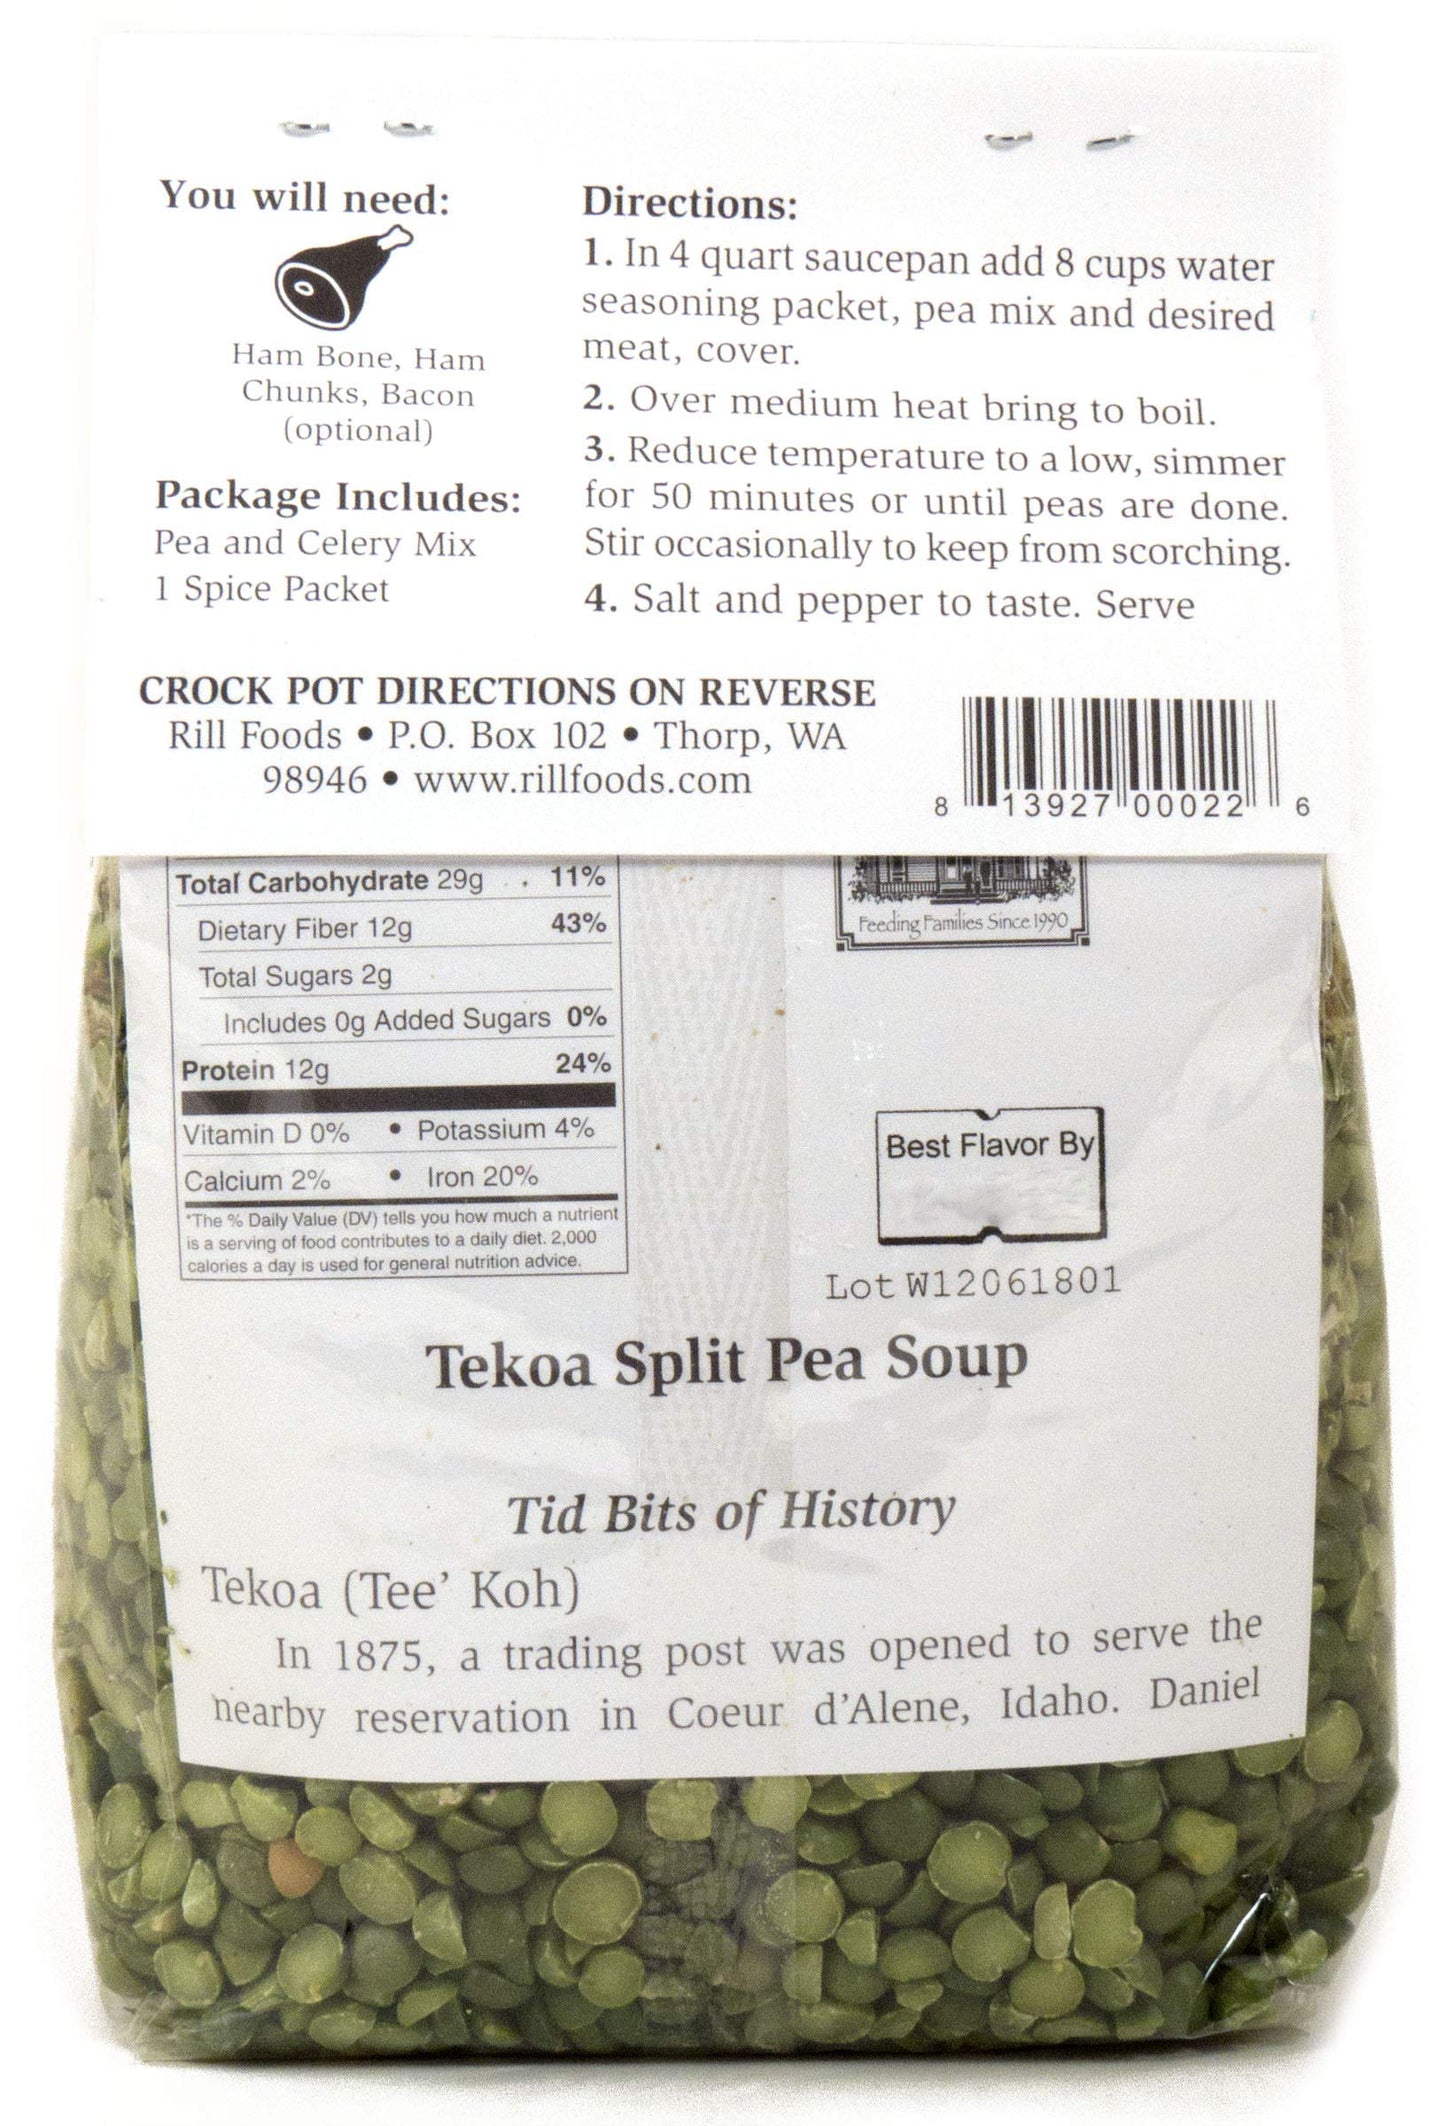 You will need:
Ham Bone, Ham
Chunks, Bacon
(optional)
Package Includes:
Pea and Celery Mix
1 Spice Packet
Directions:
1. In 4 quart saucepan add 8 cups water
seasoning packet, pea mix and desired
meat, cover.
2. Over medium heat bring to boil.
3. Reduce temperature to a low, simmer
for 50 minutes or until peas are done.
Stir occasionally to keep from scorching.
4. Salt and pepper to taste. Serve
CROCK POT DIRECTIONS ON REVERSE
Rill Foods • P.O. Box 102 • Thorp, WA
98946 • www.rillfoods.com
8 13927 00022 6
Total Carbohydrate 29g 11%
Dietary Fiber 12g 43%
Total Sugars 2g
Includes 0g Added Sugars 0%
Protein 12g 24%
Vitamin D 0% • Potassium 4%
Calcium 2% • Iron 20%
*The % Daily Value (DV) tells you how much a nutrient
is a serving of food contributes to a daily diet. 2,000
calories a day is used for general nutrition advice.
Feeding Families Since 1990
Best Flavor By
Lot W12061801
Tekoa Split Pea Soup
Tid Bits of History
Tekoa (Tee' Koh)
In 1875, a trading post was opened to serve the
nearby reservation in Coeur d'Alene, Idaho. Daniel